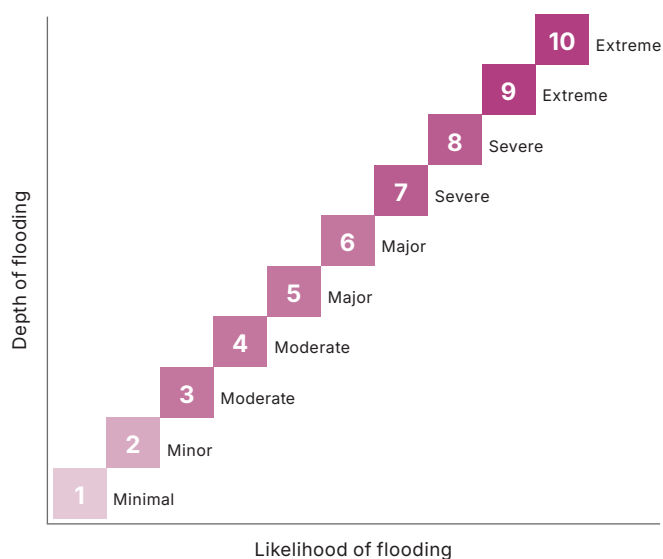 10 Extreme
9 Extreme
8 Severe
7 Severe
6 Major
5 Major
4 Moderate
3 Moderate
2 Minor
1 Minimal
Depth of flooding
Likelihood of flooding